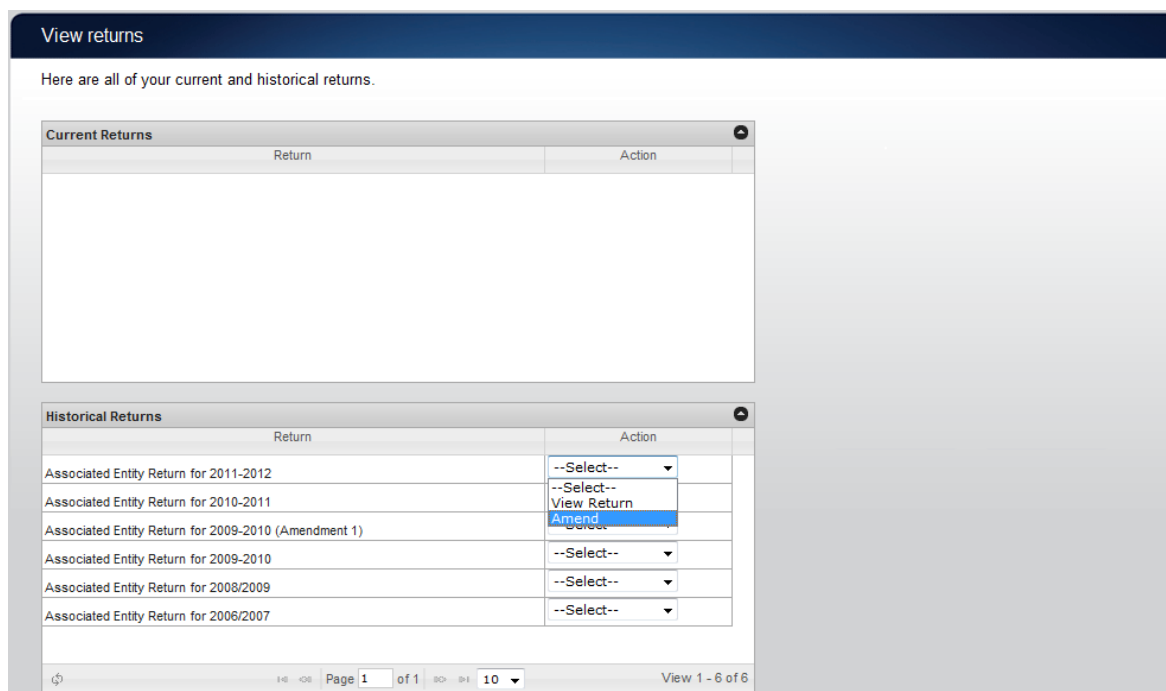 View returns
Here are all of your current and historical returns.
Current Returns
Return Action
Historical Returns
Return Action
Associated Entity Return for 2011-2012 --Select--
--Select--
Associated Entity Return for 2010-2011 View Return
Amend
Associated Entity Return for 2009-2010 (Amendment 1) --Select--
Associated Entity Return for 2009-2010 --Select--
Associated Entity Return for 2008/2009 --Select--
Associated Entity Return for 2006/2007 --Select--
Page 1 of 1 10 View 1 - 6 of 6